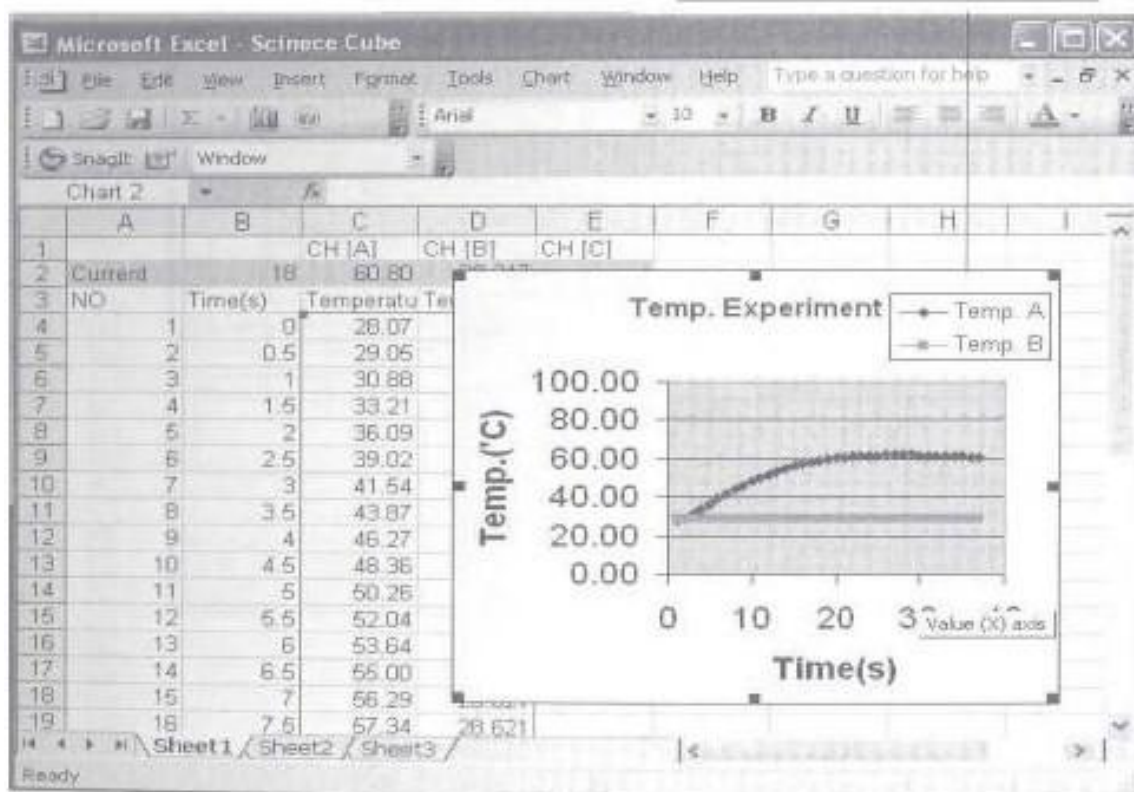 Microsoft Excel - Scinece Cube
File Edit View Insert Format Tools Chart Window Help Type a question for help
Arial 10 B I U A
SnagIt Window
Chart 2 fx
A B C D E F G H I
1 CH [A] CH [B] CH [C]
2 Current 18 60.80
3 NO Time(s) Temperatu
4 1 0 28.07
5 2 0.5 29.05
6 3 1 30.88
7 4 1.5 33.21
8 5 2 36.09
9 6 2.5 39.02
10 7 3 41.54
11 8 3.5 43.87
12 9 4 46.27
13 10 4.5 48.36
14 11 5 50.26
15 12 5.5 52.04
16 13 6 53.64
17 14 6.5 55.00
18 15 7 56.29
19 16 7.5 57.34 28.621
Temp. Experiment
Temp. A
Temp. B
Temp.('C)
100.00
80.00
60.00
40.00
20.00
0.00
0 10 20
Value (X) axis
Time(s)
Sheet1 Sheet2 Sheet3
Ready